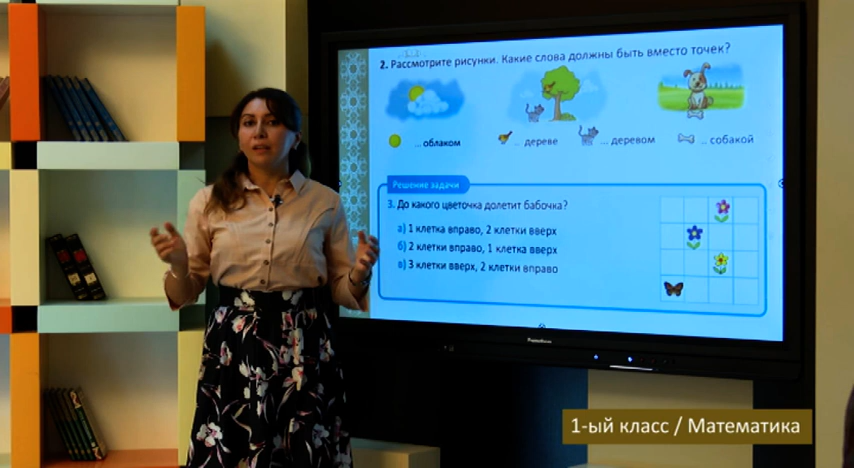 2. Рассмотрите рисунки. Какие слова должны быть вместо точек?
... облаком
... дереве
... деревом
... собакой
Решение задачи
3. До какого цветочка долетит бабочка?
а) 1 клетка вправо, 2 клетки вверх
б) 2 клетки вправо, 1 клетка вверх
в) 3 клетки вверх, 2 клетки вправо
1-ый класс / Математика